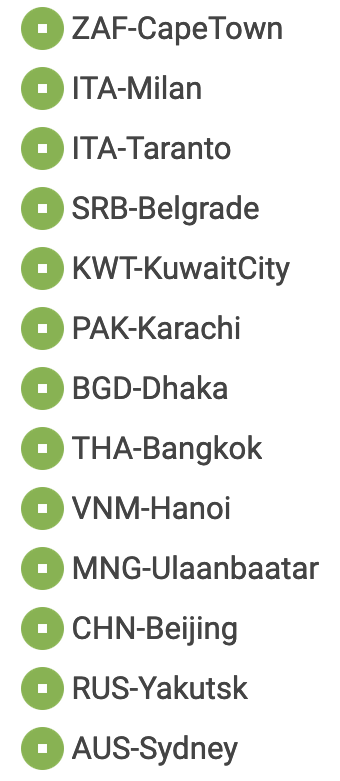 ZAF-CapeTown
ITA-Milan
ITA-Taranto
SRB-Belgrade
KWT-KuwaitCity
PAK-Karachi
BGD-Dhaka
THA-Bangkok
VNM-Hanoi
MNG-Ulaanbaatar
CHN-Beijing
RUS-Yakutsk
AUS-Sydney